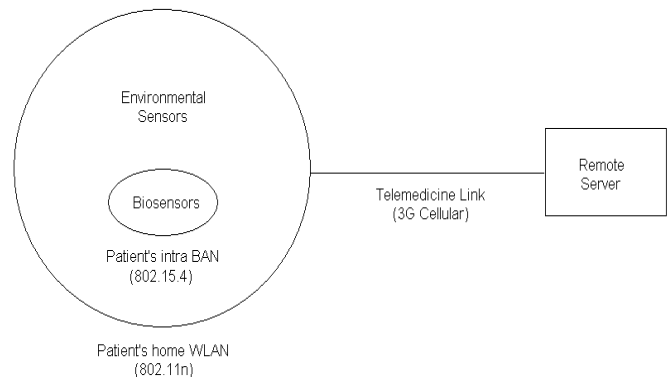 Environmental
Sensors
Biosensors
Patient's intra BAN
(802.15.4)
Patient's home WLAN
(802.11n)
Telemedicine Link
(3G Cellular)
Remote
Server